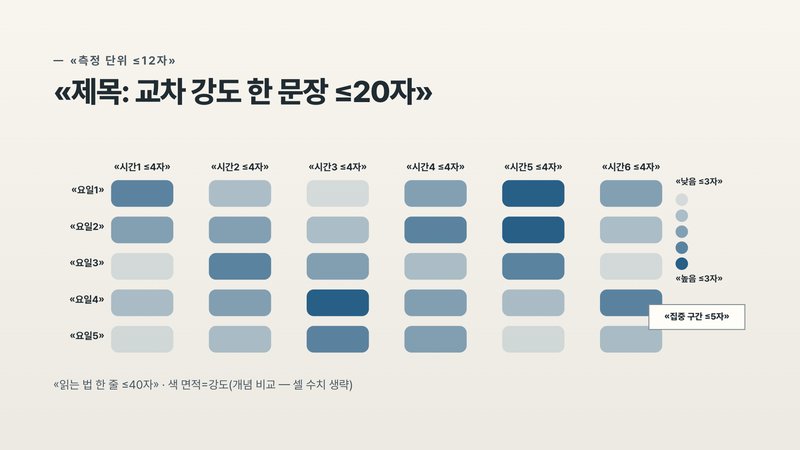 — «측정 단위 ≤12자»
«제목: 교차 강도 한 문장 ≤20자»
«시간1 ≤4자» «시간2 ≤4자» «시간3 ≤4자» «시간4 ≤4자» «시간5 ≤4자» «시간6 ≤4자»
«낮음 ≤3자»
«요일1»
«요일2»
«요일3»
«높음 ≤3자»
«요일4»
«집중 구간 ≤5자»
«요일5»
«읽는 법 한 줄 ≤40자» · 색 면적=강도(개념 비교 — 셀 수치 생략)